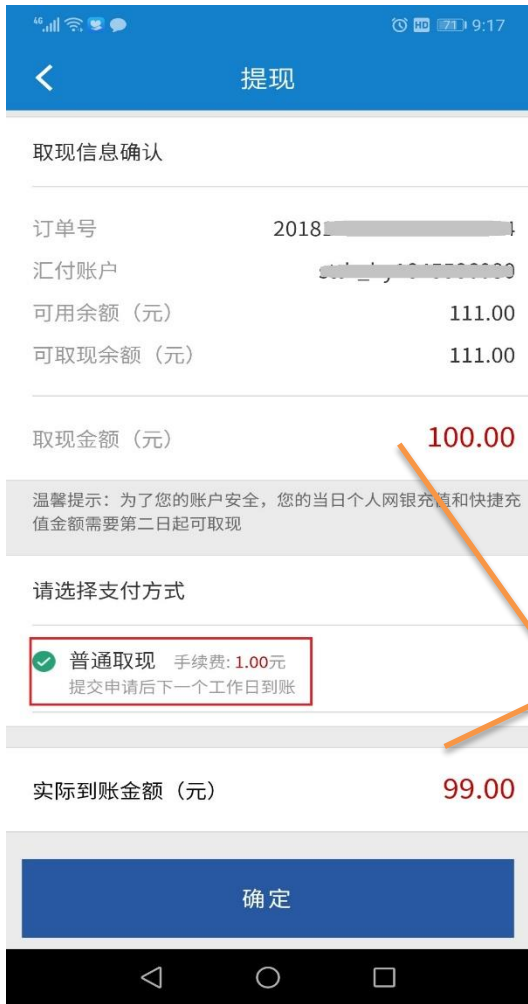 46 HD 71 9:17
提现
取现信息确认
订单号 2018
汇付账户
可用余额（元） 111.00
可取现余额（元） 111.00
取现金额（元） 100.00
温馨提示：为了您的账户安全，您的当日个人网银充值和快捷充
值金额需要第二日起可取现
请选择支付方式
普通取现 手续费: 1.00元
提交申请后下一个工作日到账
实际到账金额（元） 99.00
确定